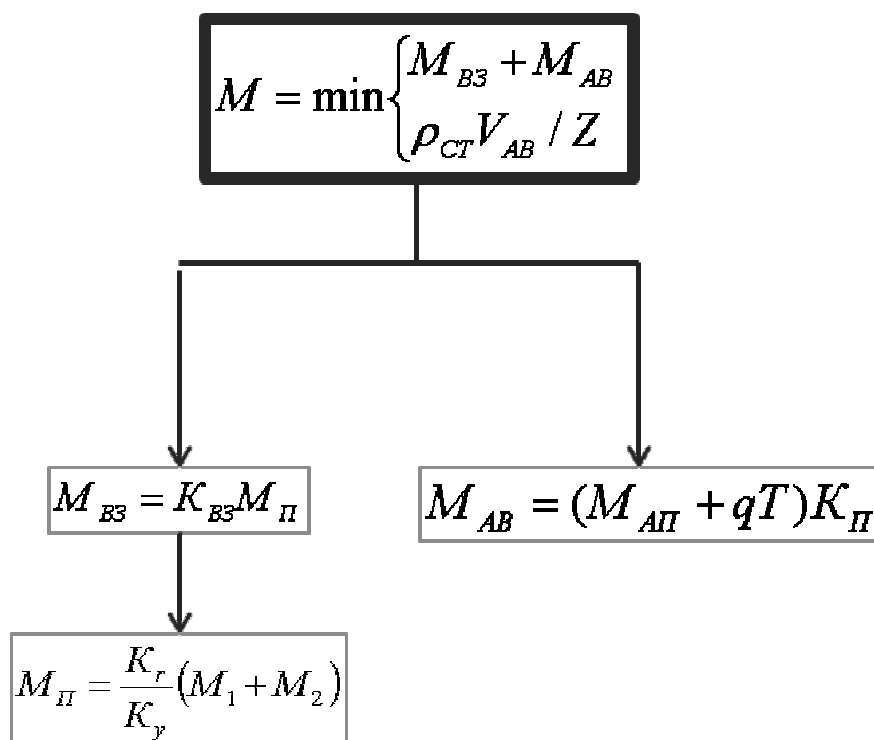 M = min { M_ВЗ + M_АВ
ρ_СТ V_АВ / Z
M_ВЗ = K_ВЗ M_П
M_АВ = (M_АП + qT)K_П
M_П = K_r / K_y (M_1 + M_2)